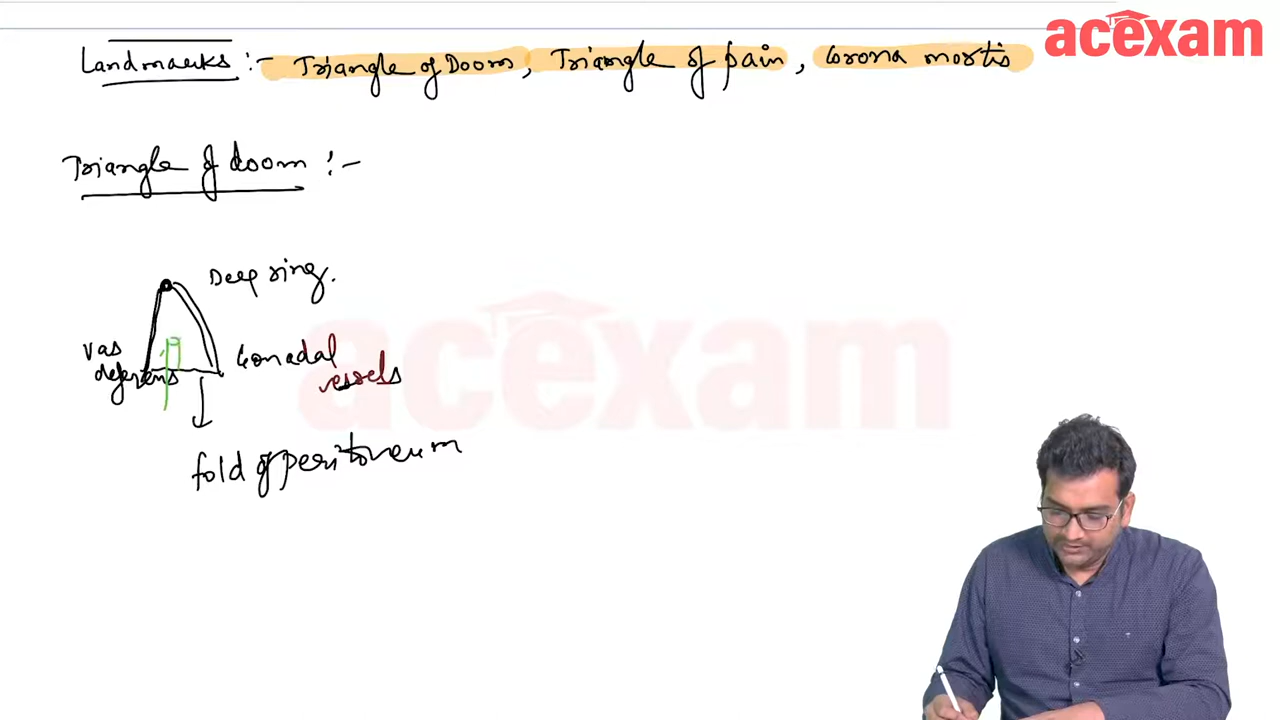 acexam
Landmarks :- Triangle of Doom, Triangle of pain, Corona mortis
Triangle of doom :-
Deep ring.
Vas
deferens
Gonadal
vessels
fold of peritoneum
acexam